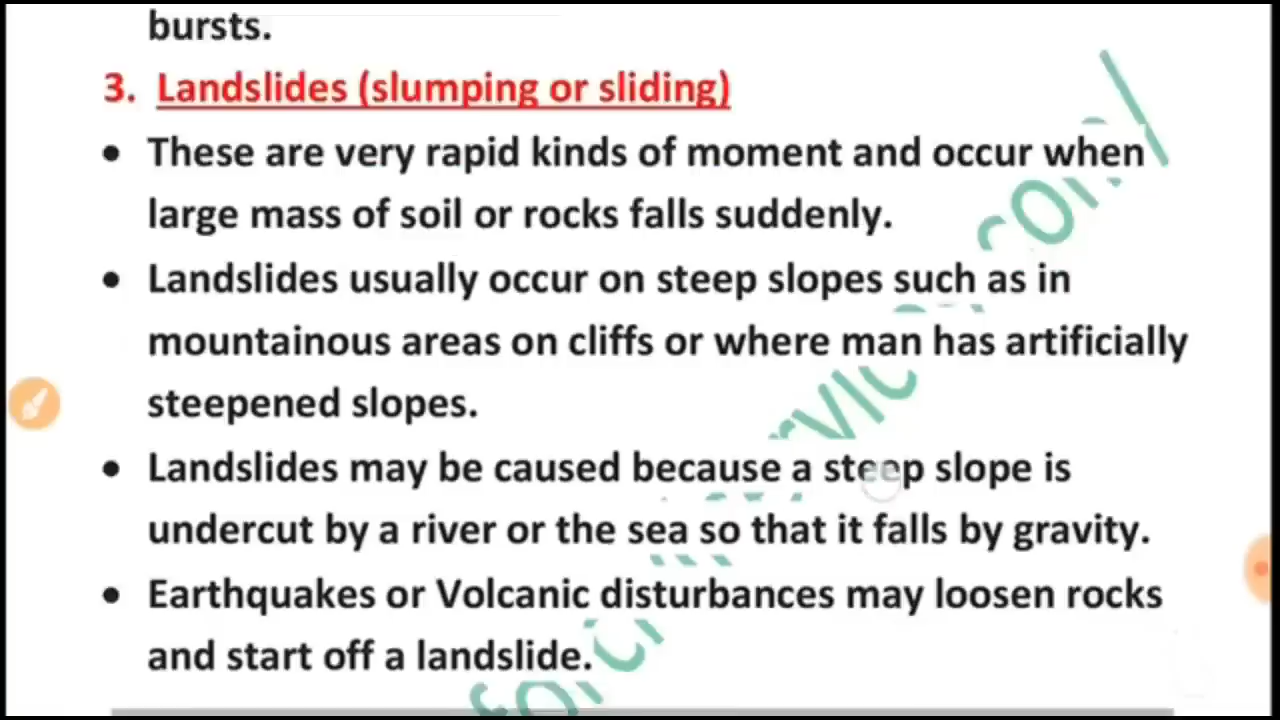 bursts.
3. Landslides (slumping or sliding)
• These are very rapid kinds of moment and occur when
large mass of soil or rocks falls suddenly.
• Landslides usually occur on steep slopes such as in
mountainous areas on cliffs or where man has artificially
steepened slopes.
• Landslides may be caused because a steep slope is
undercut by a river or the sea so that it falls by gravity.
• Earthquakes or Volcanic disturbances may loosen rocks
and start off a landslide.